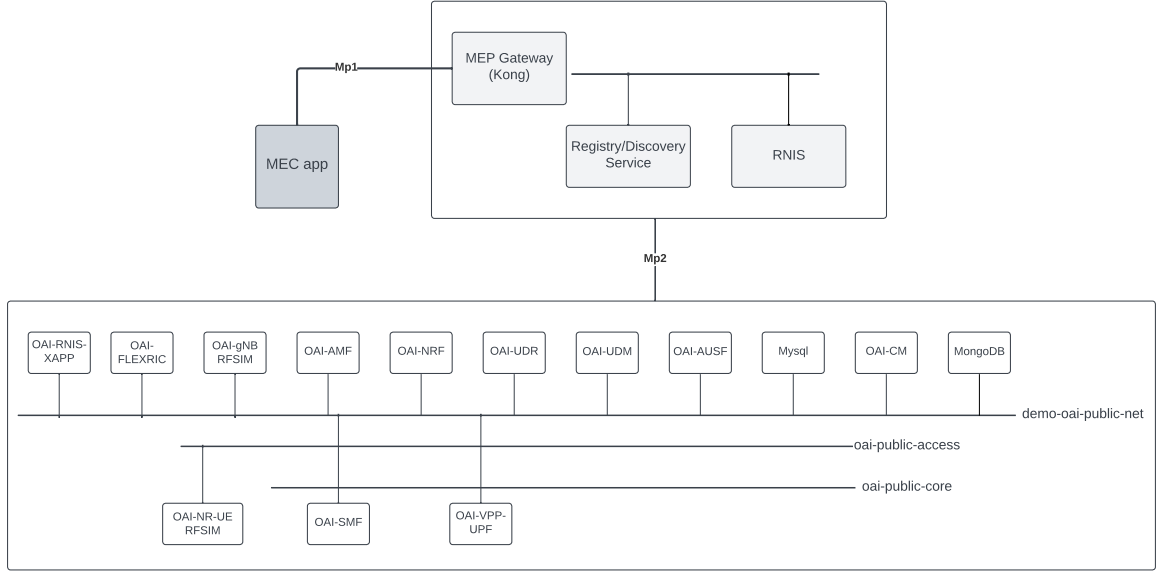 MEP Gateway
(Kong)
Mp1
Registry/Discovery
Service
RNIS
MEC app
Mp2
OAI-RNIS-
XAPP
OAI-
FLEXRIC
OAI-gNB
RFSIM
OAI-AMF
OAI-NRF
OAI-UDR
OAI-UDM
OAI-AUSF
Mysql
OAI-CM
MongoDB
demo-oai-public-net
oai-public-access
oai-public-core
OAI-NR-UE
RFSIM
OAI-SMF
OAI-VPP-
UPF